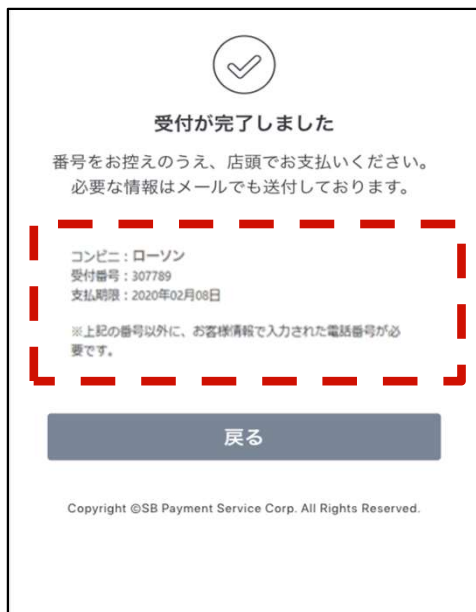 受付が完了しました
番号をお控えのうえ、店頭でお支払いください。
必要な情報はメールでも送付しております。
コンビニ：ローソン
受付番号：307789
支払期限：2020年02月08日
※上記の番号以外に、お客様情報で入力された電話番号が必
要です。
戻る
Copyright ©SB Payment Service Corp. All Rights Reserved.